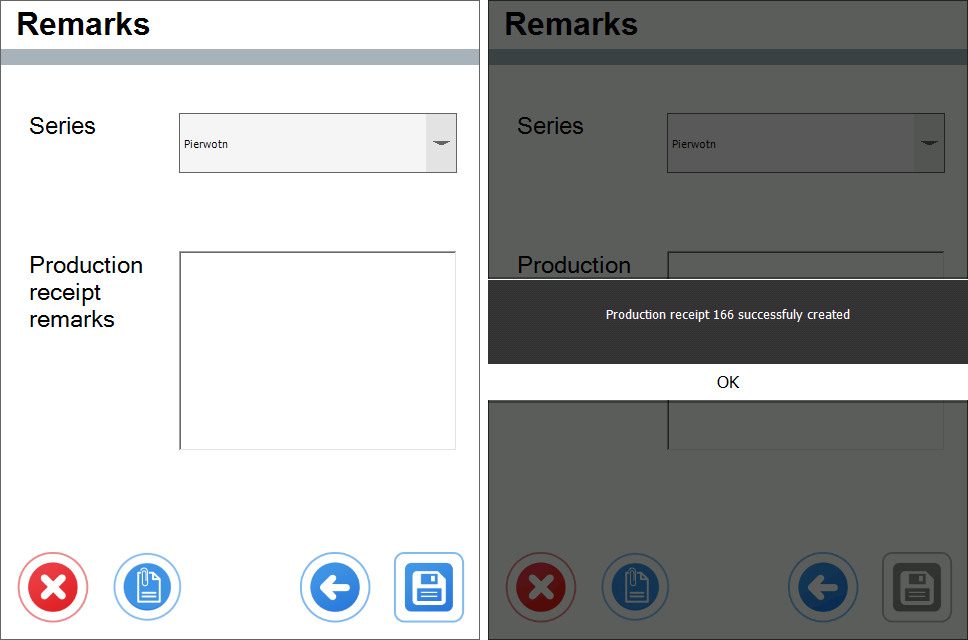 Remarks
Series
Pierwotn
Production
receipt
remarks
Remarks
Series
Pierwotn
Production
Production receipt 166 successfuly created
OK